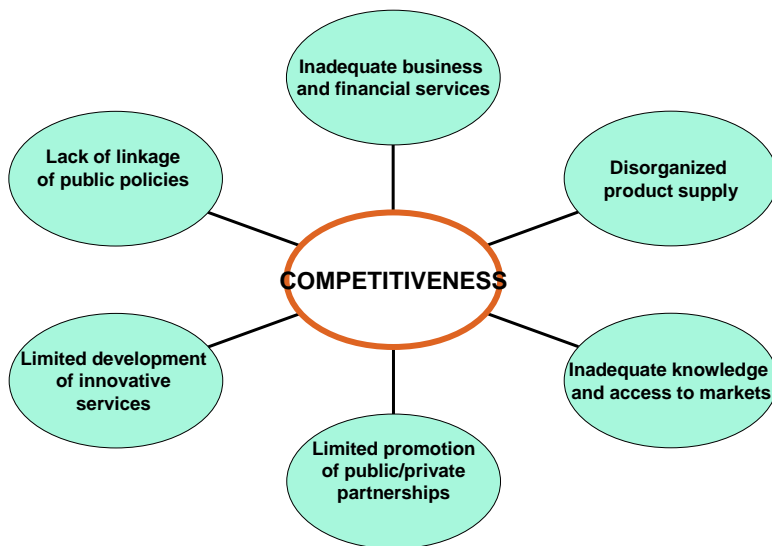 Inadequate business
and financial services
Lack of linkage
of public policies
Disorganized
product supply
COMPETITIVENESS
Limited development
of innovative
services
Inadequate knowledge
and access to markets
Limited promotion
of public/private
partnerships